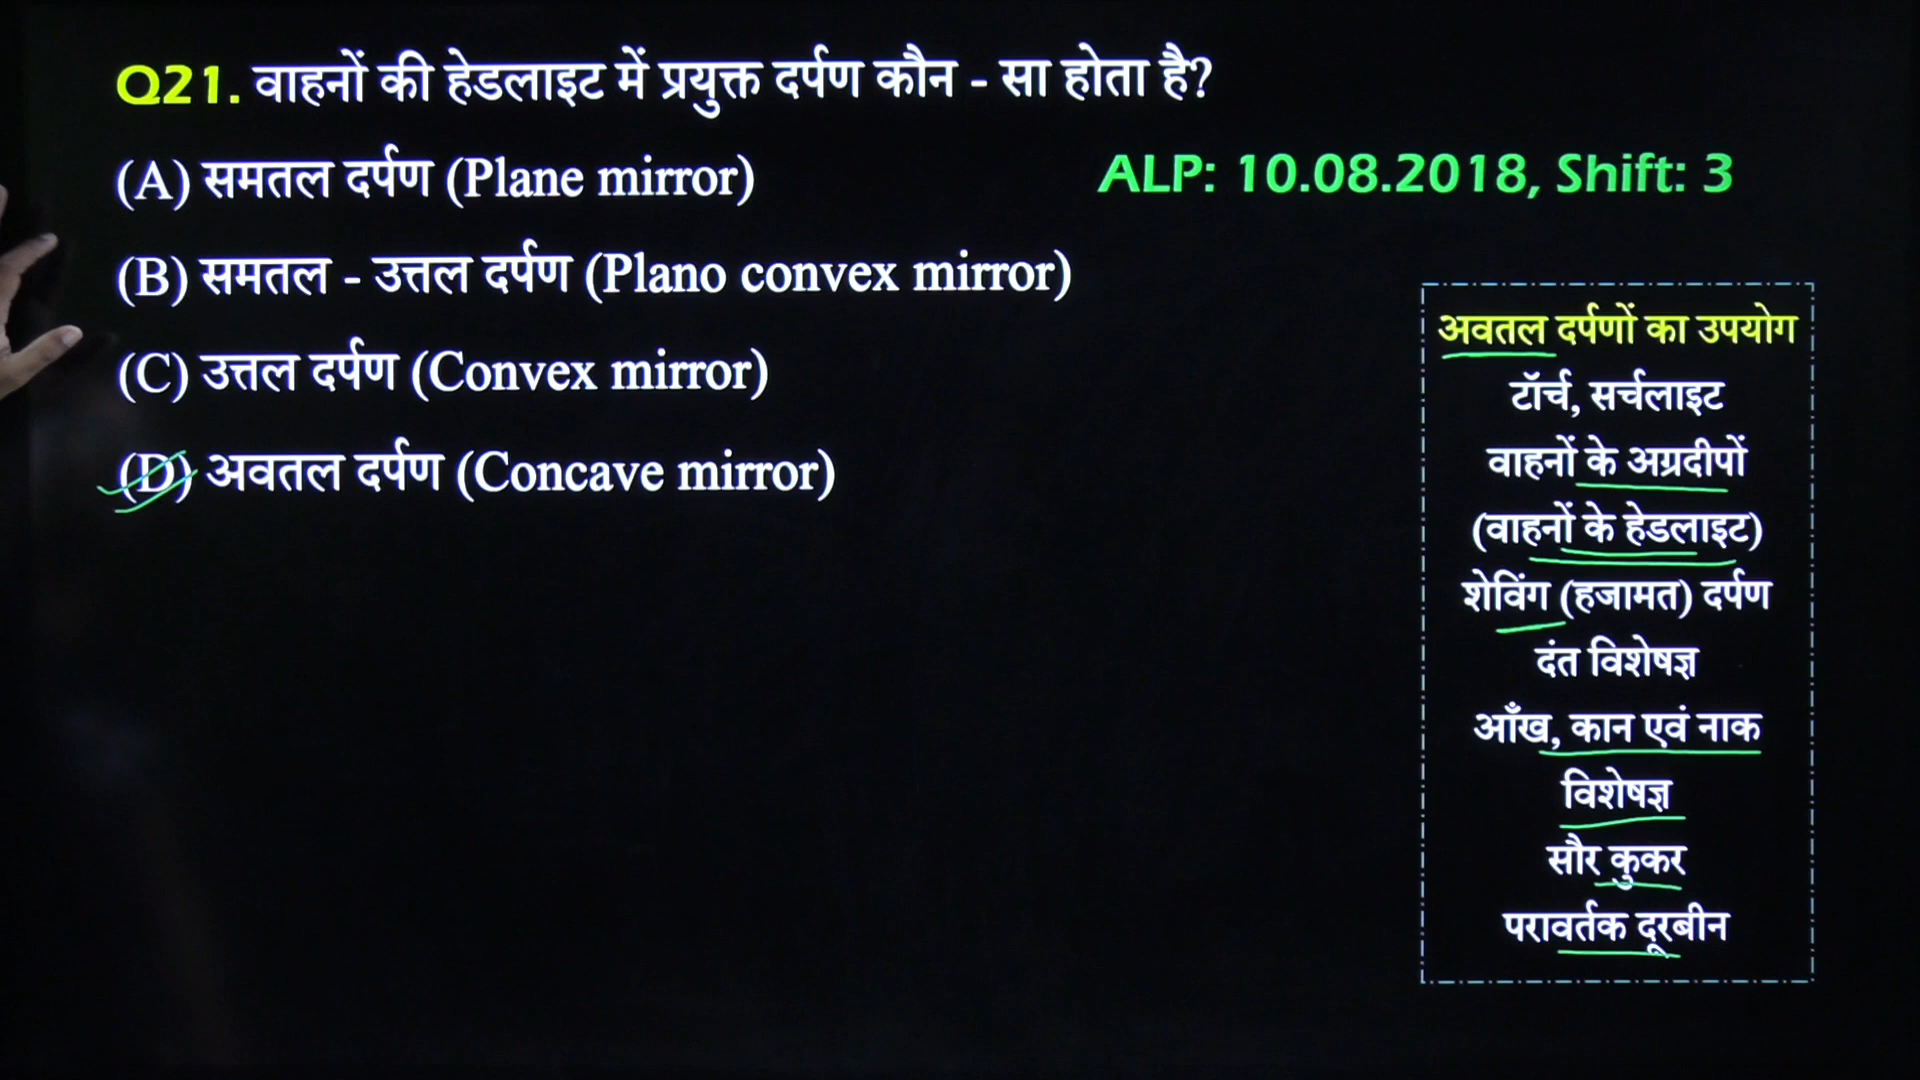 Q21. वाहनों की हेडलाइट में प्रयुक्त दर्पण कौन - सा होता है?
(A) समतल दर्पण (Plane mirror)
ALP: 10.08.2018, Shift: 3
(B) समतल - उत्तल दर्पण (Plano convex mirror)
(C) उत्तल दर्पण (Convex mirror)
(D) अवतल दर्पण (Concave mirror)
अवतल दर्पणों का उपयोग
टॉर्च, सर्चलाइट
वाहनों के अग्रदीपों
(वाहनों के हेडलाइट)
शेविंग (हजामत) दर्पण
दंत विशेषज्ञ
आँख, कान एवं नाक
विशेषज्ञ
सौर कुकर
परावर्तक दूरबीन